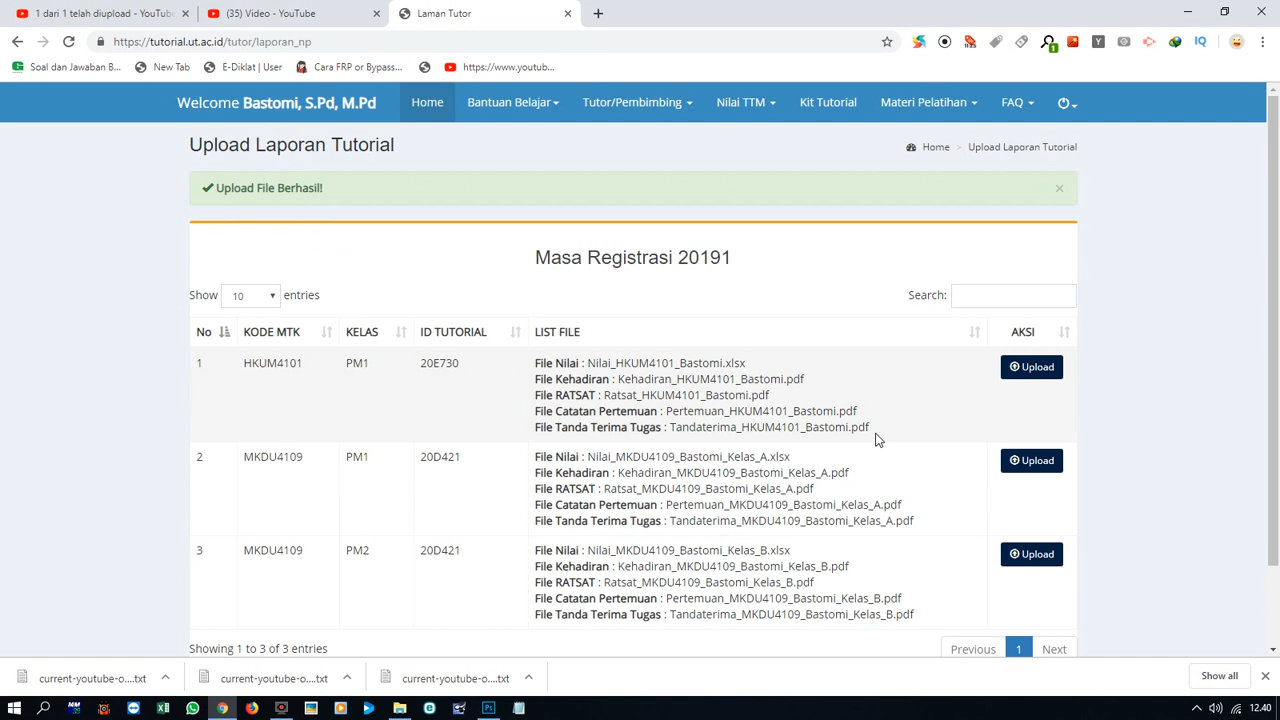 1 dari 1 telah diupload - YouTube
(35) Video - YouTube
Laman Tutor
https://tutorial.ut.ac.id/tutor/laporan_np
Soal dan Jawaban B...
New Tab
E-Diklat | User
Cara FRP or Bypass...
https://www.youtub...
Welcome Bastomi, S.Pd, M.Pd
Home
Bantuan Belajar
Tutor/Pembimbing
Nilai TTM
Kit Tutorial
Materi Pelatihan
FAQ
Upload Laporan Tutorial
Home > Upload Laporan Tutorial
Upload File Berhasil!
×
Masa Registrasi 20191
Show 10 entries
Search:
No KODE MTK KELAS ID TUTORIAL LIST FILE AKSI
1 HKUM4101 PM1 20E730 File Nilai : Nilai_HKUM4101_Bastomi.xlsx Upload
File Kehadiran : Kehadiran_HKUM4101_Bastomi.pdf
File RATSAT : Ratsat_HKUM4101_Bastomi.pdf
File Catatan Pertemuan : Pertemuan_HKUM4101_Bastomi.pdf
File Tanda Terima Tugas : Tandaterima_HKUM4101_Bastomi.pdf
2 MKDU4109 PM1 20D421 File Nilai : Nilai_MKDU4109_Bastomi_Kelas_A.xlsx Upload
File Kehadiran : Kehadiran_MKDU4109_Bastomi_Kelas_A.pdf
File RATSAT : Ratsat_MKDU4109_Bastomi_Kelas_A.pdf
File Catatan Pertemuan : Pertemuan_MKDU4109_Bastomi_Kelas_A.pdf
File Tanda Terima Tugas : Tandaterima_MKDU4109_Bastomi_Kelas_A.pdf
3 MKDU4109 PM2 20D421 File Nilai : Nilai_MKDU4109_Bastomi_Kelas_B.xlsx Upload
File Kehadiran : Kehadiran_MKDU4109_Bastomi_Kelas_B.pdf
File RATSAT : Ratsat_MKDU4109_Bastomi_Kelas_B.pdf
File Catatan Pertemuan : Pertemuan_MKDU4109_Bastomi_Kelas_B.pdf
File Tanda Terima Tugas : Tandaterima_MKDU4109_Bastomi_Kelas_B.pdf
Showing 1 to 3 of 3 entries
Previous 1 Next
current-youtube-o....txt
current-youtube-o....txt
current-youtube-o....txt
Show all
12.40